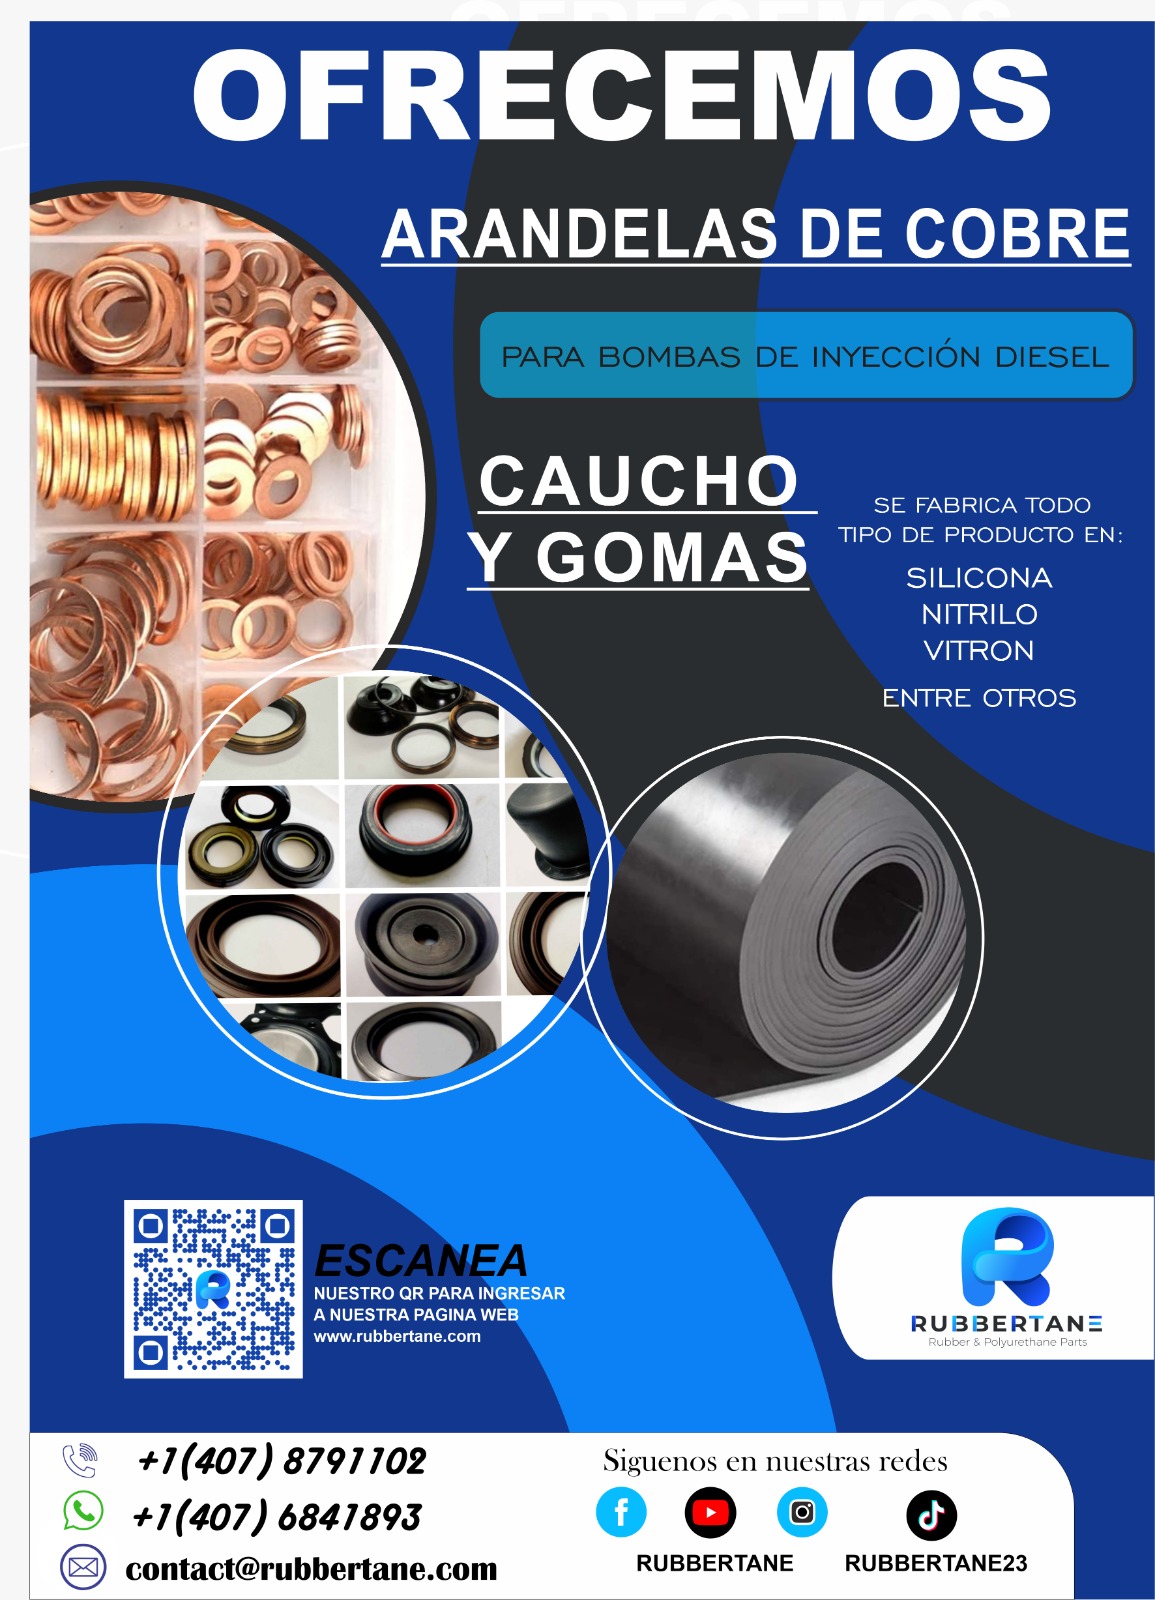 OFRECEMOS
ARANDELAS DE COBRE
PARA BOMBAS DE INYECCIÓN DIESEL
CAUCHO
Y GOMAS
SE FABRICA TODO
TIPO DE PRODUCTO EN:
SILICONA
NITRILO
VITRON
ENTRE OTROS
ESCANEA
NUESTRO QR PARA INGRESAR
A NUESTRA PAGINA WEB
www.rubbertane.com
RUBBERTANE
Rubber & Polyurethane Parts
+1(407) 8791102
+1(407) 6841893
contact@rubbertane.com
Siguenos en nuestras redes
RUBBERTANE
RUBBERTANE23